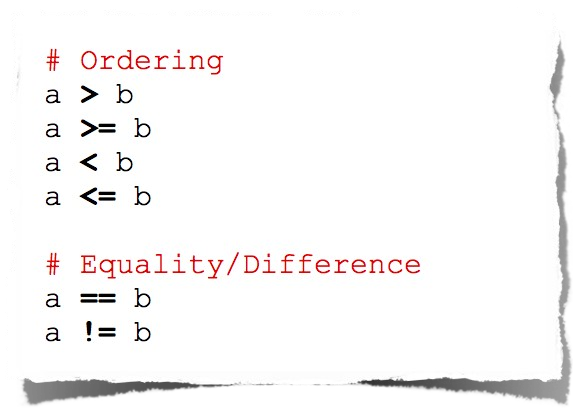 # Ordering
a > b
a >= b
a < b
a <= b
# Equality/Difference
a == b
a != b